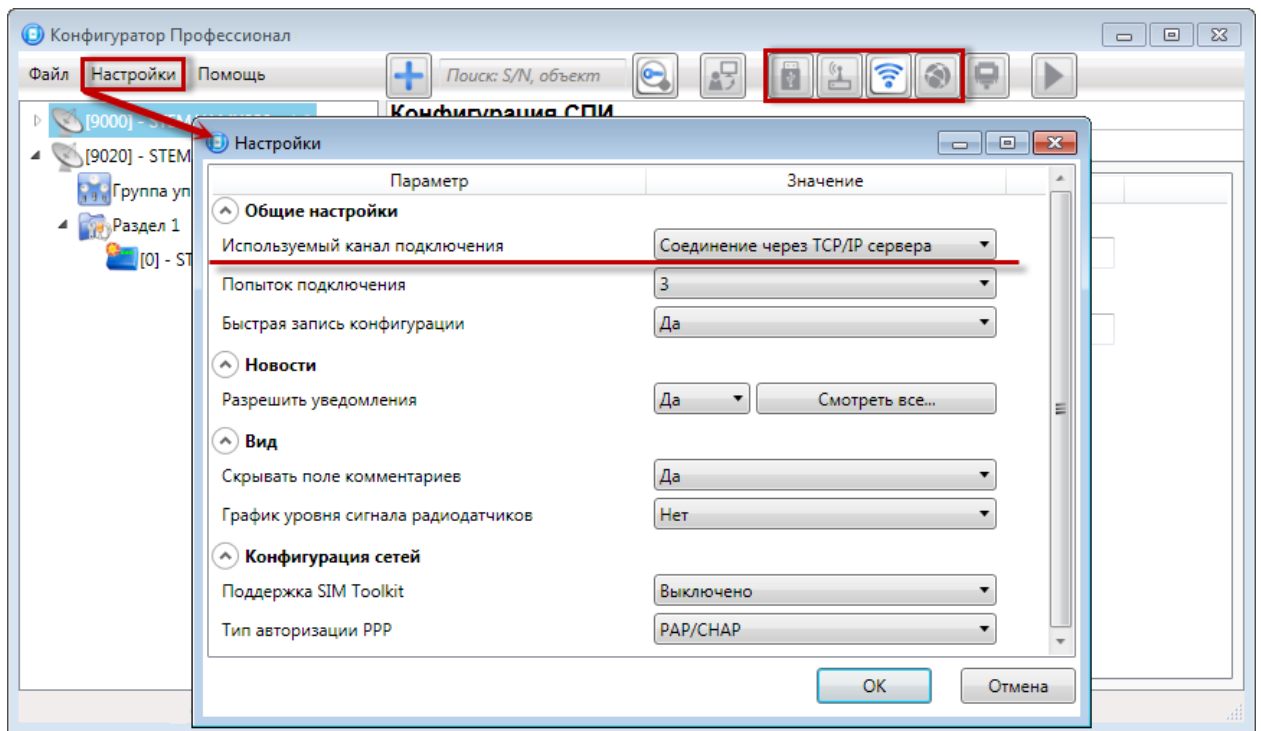 Конфигуратор Профессионал
Файл Настройки Помощь Поиск: S/N, объект
[9000] - STEM
Конфигурация СПИ
[9020] - STEM
Группа уп
Раздел 1
[0] - ST
Настройки
Параметр Значение
Общие настройки
Используемый канал подключения Соединение через TCP/IP сервера
Попыток подключения 3
Быстрая запись конфигурации Да
Новости
Разрешить уведомления Да Смотреть все...
Вид
Скрывать поле комментариев Да
График уровня сигнала радиодатчиков Нет
Конфигурация сетей
Поддержка SIM Toolkit Выключено
Тип авторизации PPP PAP/CHAP
OK Отмена